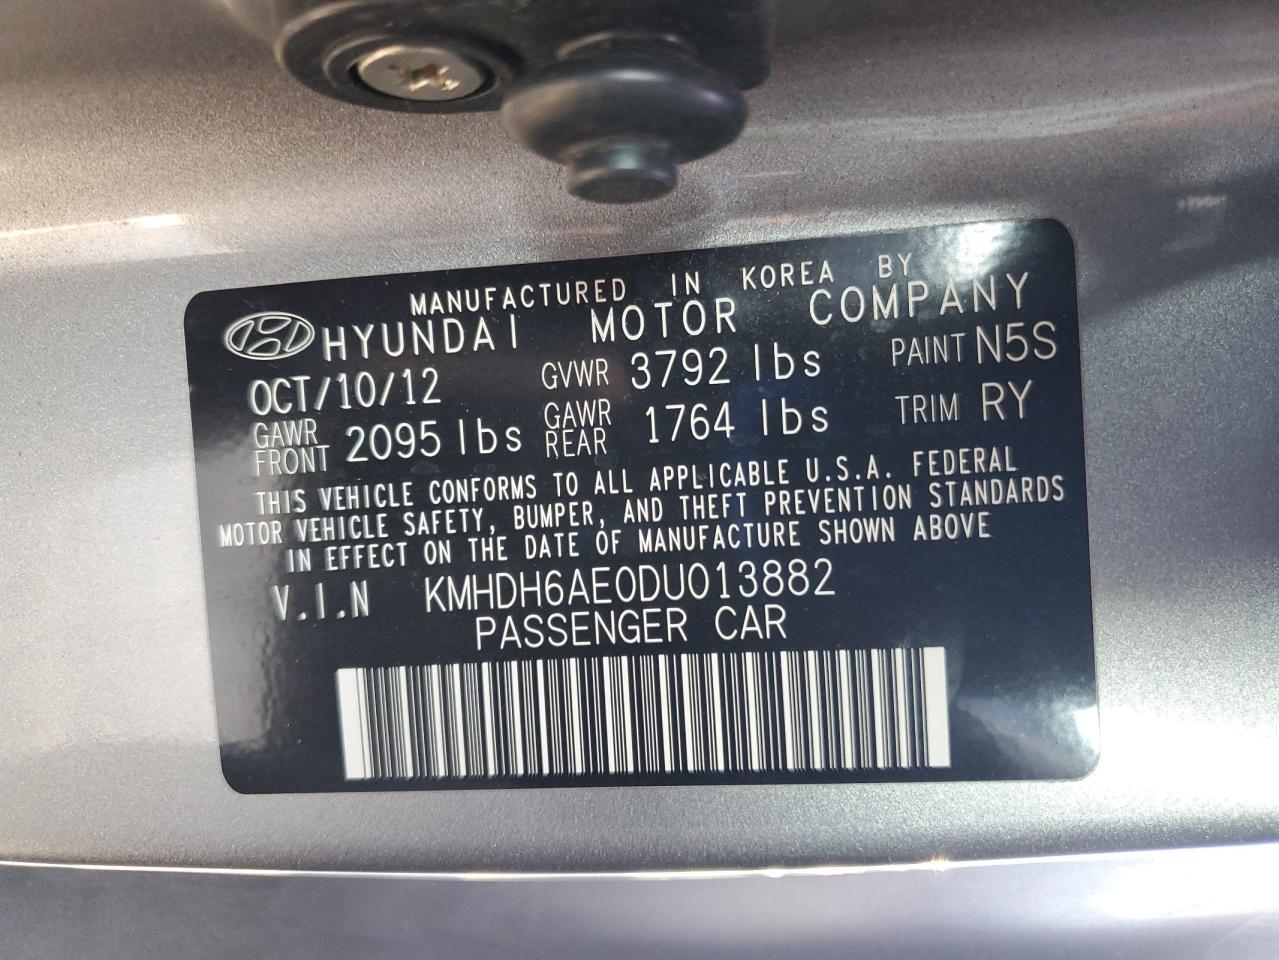 MANUFACTURED IN KOREA BY
HYUNDAI MOTOR COMPANY
OCT/10/12 GVWR 3792 lbs PAINT N5S
GAWR FRONT 2095 lbs GAWR REAR 1764 lbs TRIM RY
THIS VEHICLE CONFORMS TO ALL APPLICABLE U.S.A. FEDERAL
MOTOR VEHICLE SAFETY, BUMPER, AND THEFT PREVENTION STANDARDS
IN EFFECT ON THE DATE OF MANUFACTURE SHOWN ABOVE
V.I.N KMHDH6AE0DU013882
PASSENGER CAR